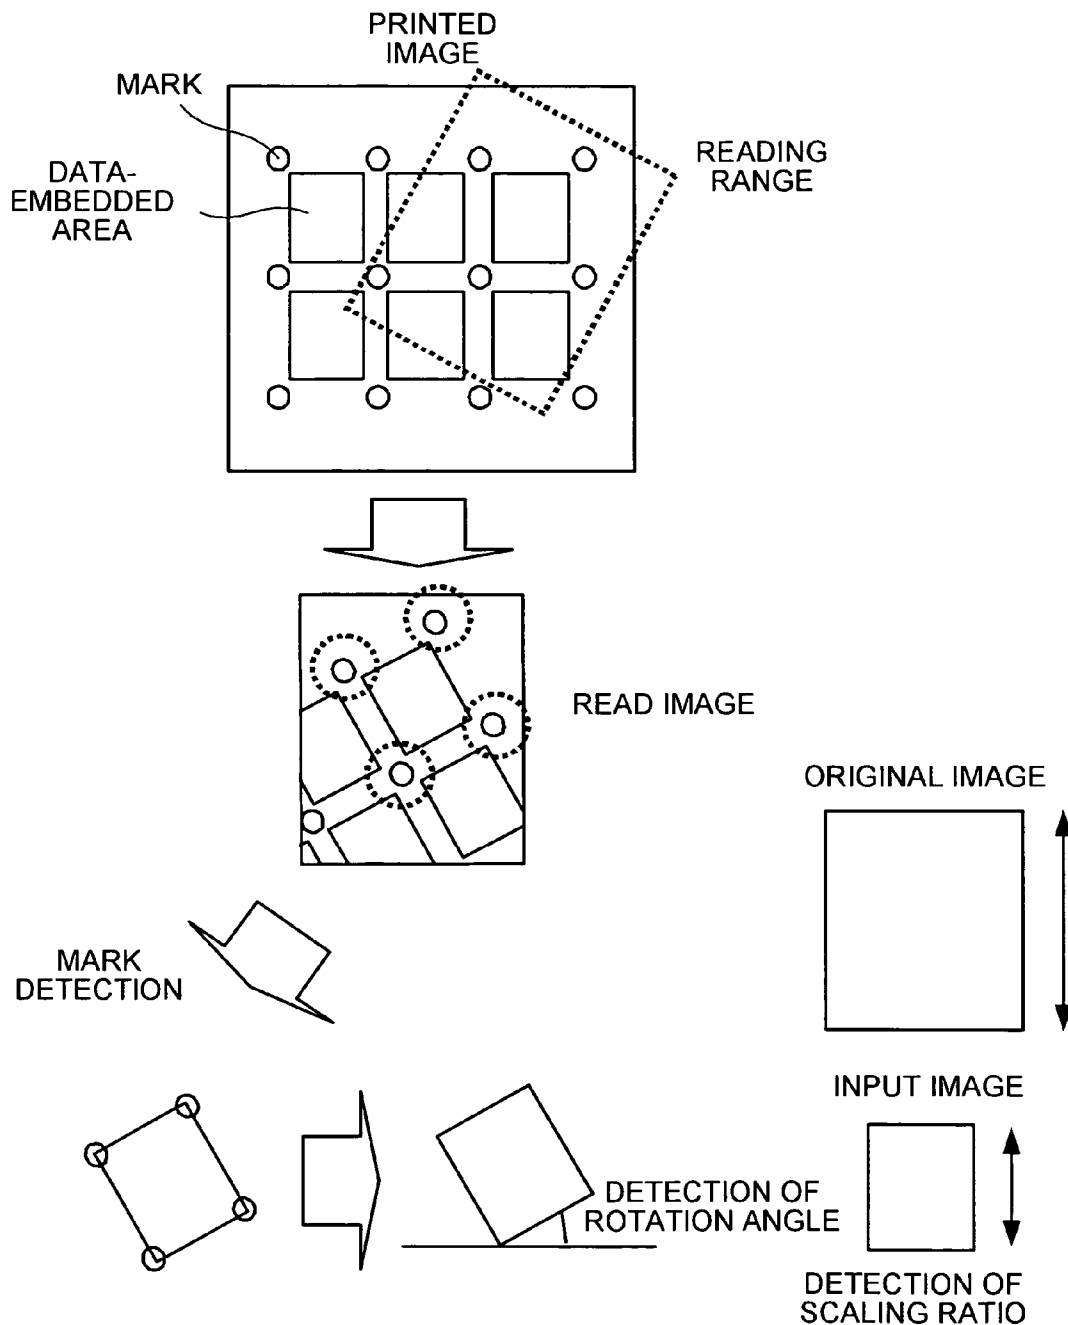 PRINTED
IMAGE
MARK
READING
RANGE
DATA-
EMBEDDED
AREA
READ IMAGE
ORIGINAL IMAGE
MARK
DETECTION
INPUT IMAGE
DETECTION OF
ROTATION ANGLE
DETECTION OF
SCALING RATIO